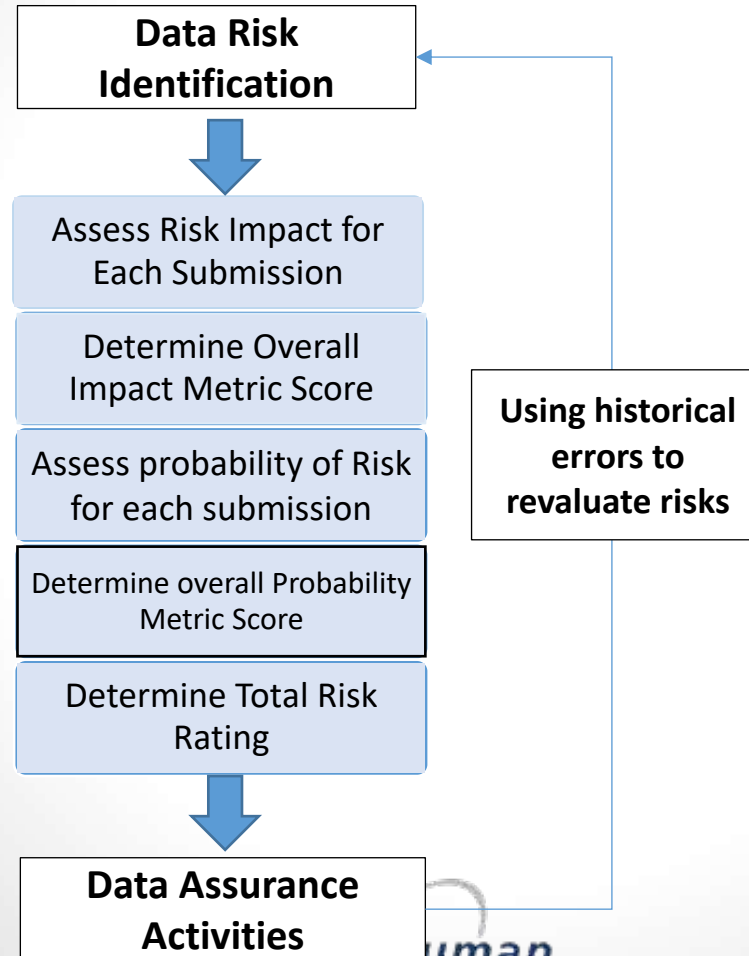 Data Risk
Identification
Assess Risk Impact for
Each Submission
Determine Overall
Impact Metric Score
Assess probability of Risk
for each submission
Determine overall Probability
Metric Score
Determine Total Risk
Rating
Using historical
errors to
revaluate risks
Data Assurance
Activities